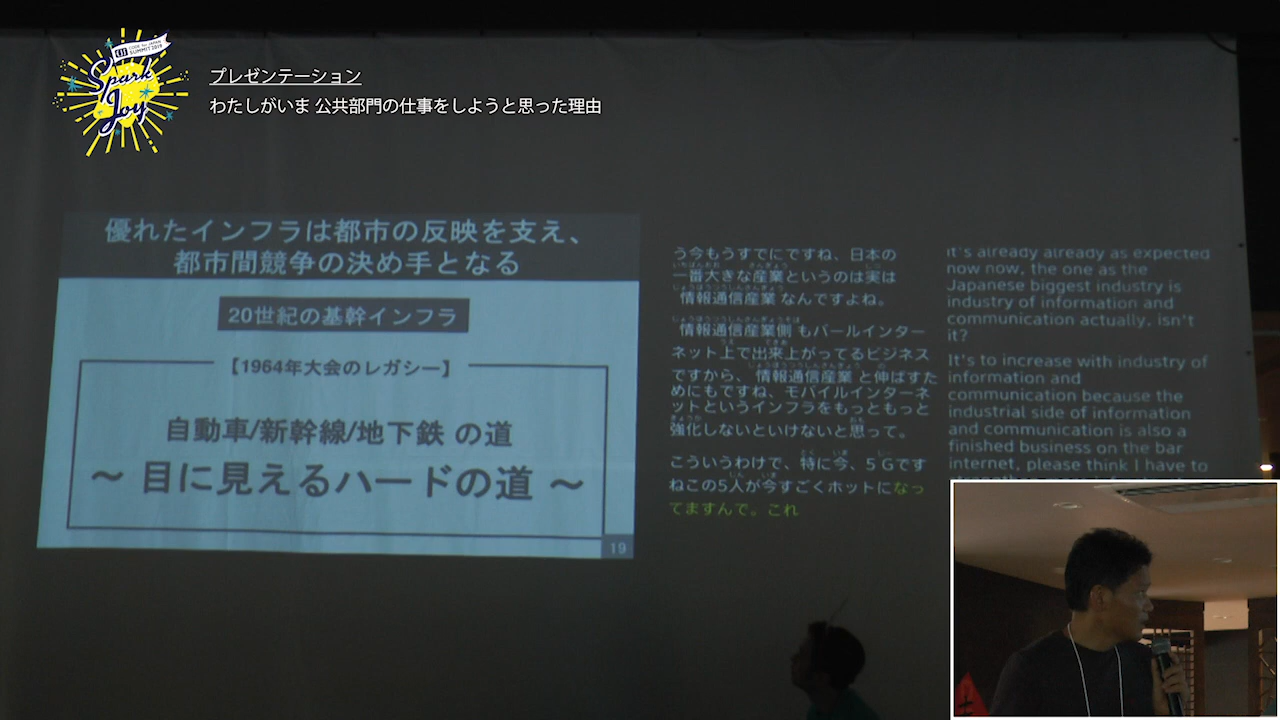 CODE for JAPAN
SUMMIT 2019
Spark
Joy
プレゼンテーション
わたしがいま 公共部門の仕事をしようと思った理由
優れたインフラは都市の反映を支え、
都市間競争の決め手となる
20世紀の基幹インフラ
【1964年大会のレガシー】
自動車/新幹線/地下鉄 の道
～ 目に見えるハードの道 ～
19
う今もうすでにですね、日本の
一番大きな産業というのは実は
情報通信産業 なんですよね。
情報通信産業側 もバールインター
ネット上で出来上がってるビジネス
ですから、 情報通信産業 と伸ばすた
めにもですね、モバイルインターネ
ットというインフラをもっともっと
強化しないといけないと思って。
こういうわけで、特に今、５Ｇです
ねこの5人が今すごくホットになっ
てますんで。これ
it's already already as expected
now now, the one as the
Japanese biggest industry is
industry of information and
communication actually, isn't
it?
It's to increase with industry of
information and
communication because the
industrial side of information
and communication is also a
finished business on the bar
internet, please think I have to